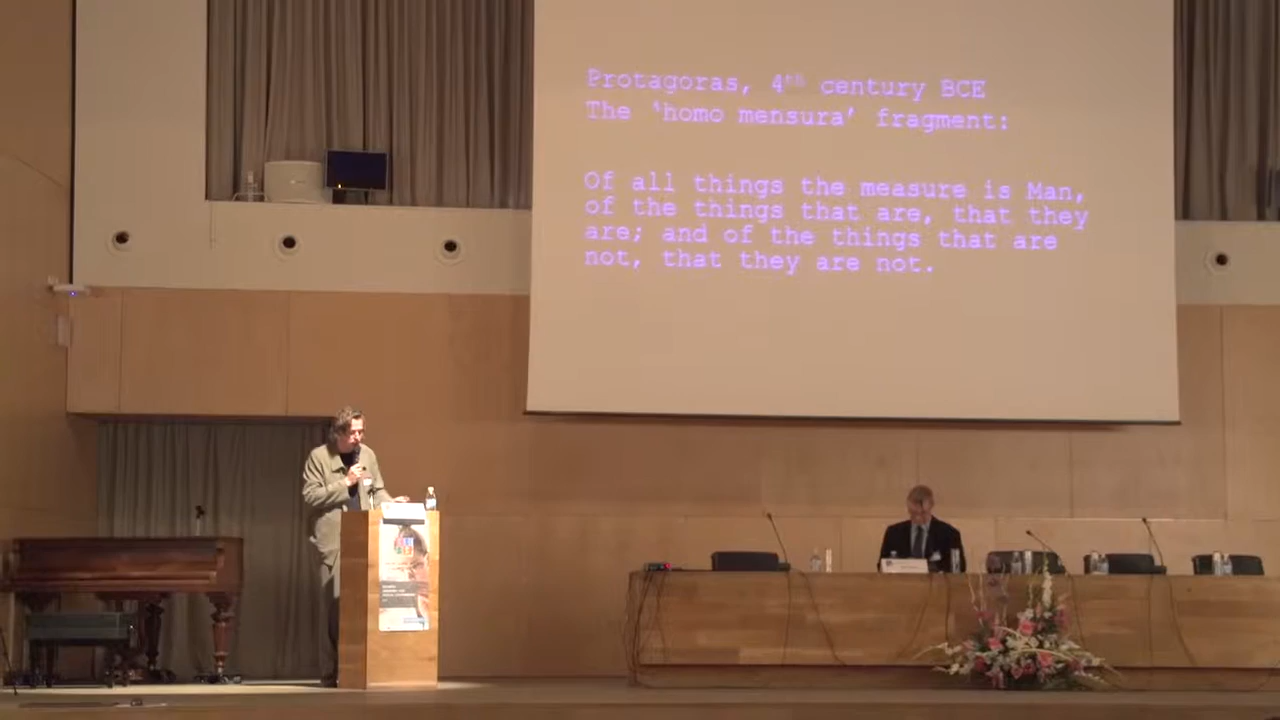 Protagoras, 4th century BCE
The ‘homo mensura’ fragment:
Of all things the measure is Man,
of the things that are, that they
are; and of the things that are
not, that they are not.